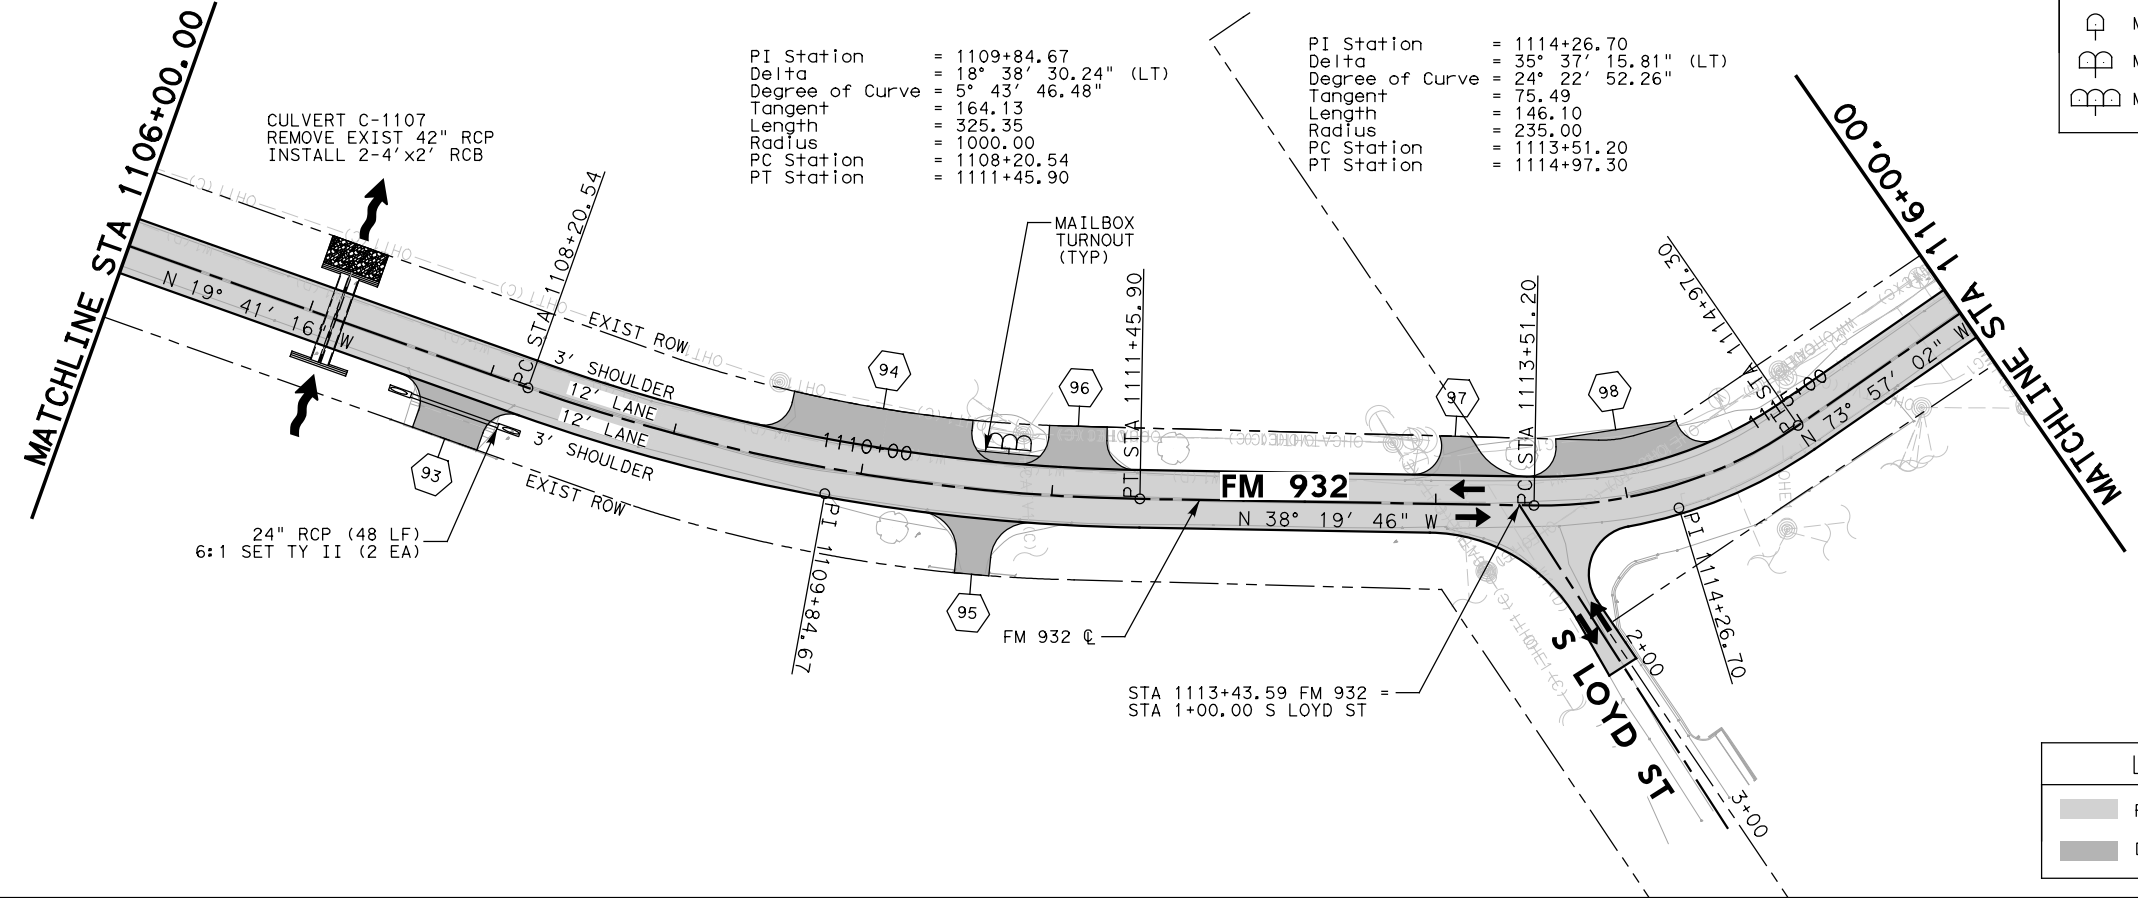 MATCHLINE STA 1106+00.00
CULVERT C-1107
REMOVE EXIST 42" RCP
INSTALL 2-4'x2' RCB
PI Station = 1109+84.67
Delta = 18° 38' 30.24" (LT)
Degree of Curve = 5° 43' 46.48"
Tangent = 164.13
Length = 325.35
Radius = 1000.00
PC Station = 1108+20.54
PT Station = 1111+45.90
PI Station = 1114+26.70
Delta = 35° 37' 15.81" (LT)
Degree of Curve = 24° 22' 52.26"
Tangent = 75.49
Length = 146.10
Radius = 235.00
PC Station = 1113+51.20
PT Station = 1114+97.30
MATCHLINE STA 1116+00.00
N 19° 41' 16" W
PC STA 1108+20.54
EXIST ROW
3' SHOULDER
12' LANE
12' LANE
3' SHOULDER
EXIST ROW
MAILBOX
TURNOUT
(TYP)
93
94
95
96
97
98
1110+00
PT STA 1111+45.90
PC STA 1113+51.20
STA 1114+97.30
1115+00
FM 932
N 38° 19' 46" W
N 73° 57' 02" W
24" RCP (48 LF)
6:1 SET TY II (2 EA)
PI 1109+84.67
FM 932 ℄
PI 1114+26.70
STA 1113+43.59 FM 932 =
STA 1+00.00 S LOYD ST
S LOYD ST
2+00
3+00